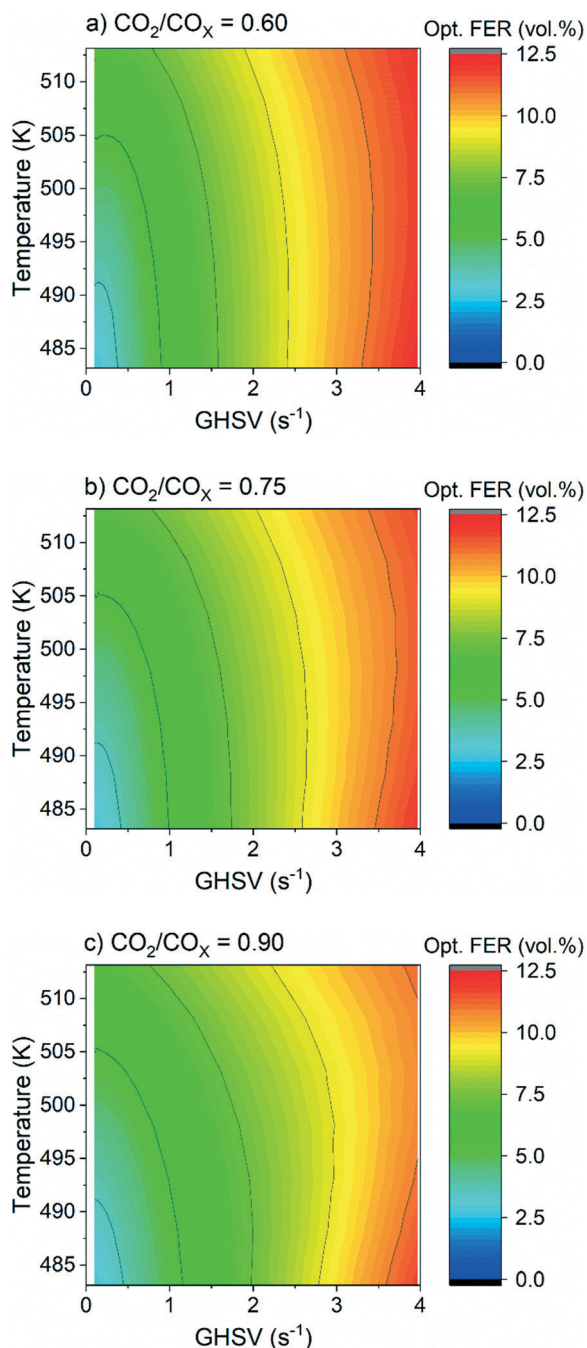 a) CO₂/COₓ = 0.60
Opt. FER (vol.%)
Temperature (K)
513
505
500
495
490
485
0 1 2 3 4
GHSV (s⁻¹)
12.5
10.0
7.5
5.0
2.5
0.0
b) CO₂/COₓ = 0.75
Opt. FER (vol.%)
Temperature (K)
510
505
500
495
490
485
0 1 2 3 4
GHSV (s⁻¹)
12.5
10.0
7.5
5.0
2.5
0.0
c) CO₂/COₓ = 0.90
Opt. FER (vol.%)
Temperature (K)
510
505
500
495
490
485
0 1 2 3 4
GHSV (s⁻¹)
12.5
10.0
7.5
5.0
2.5
0.0